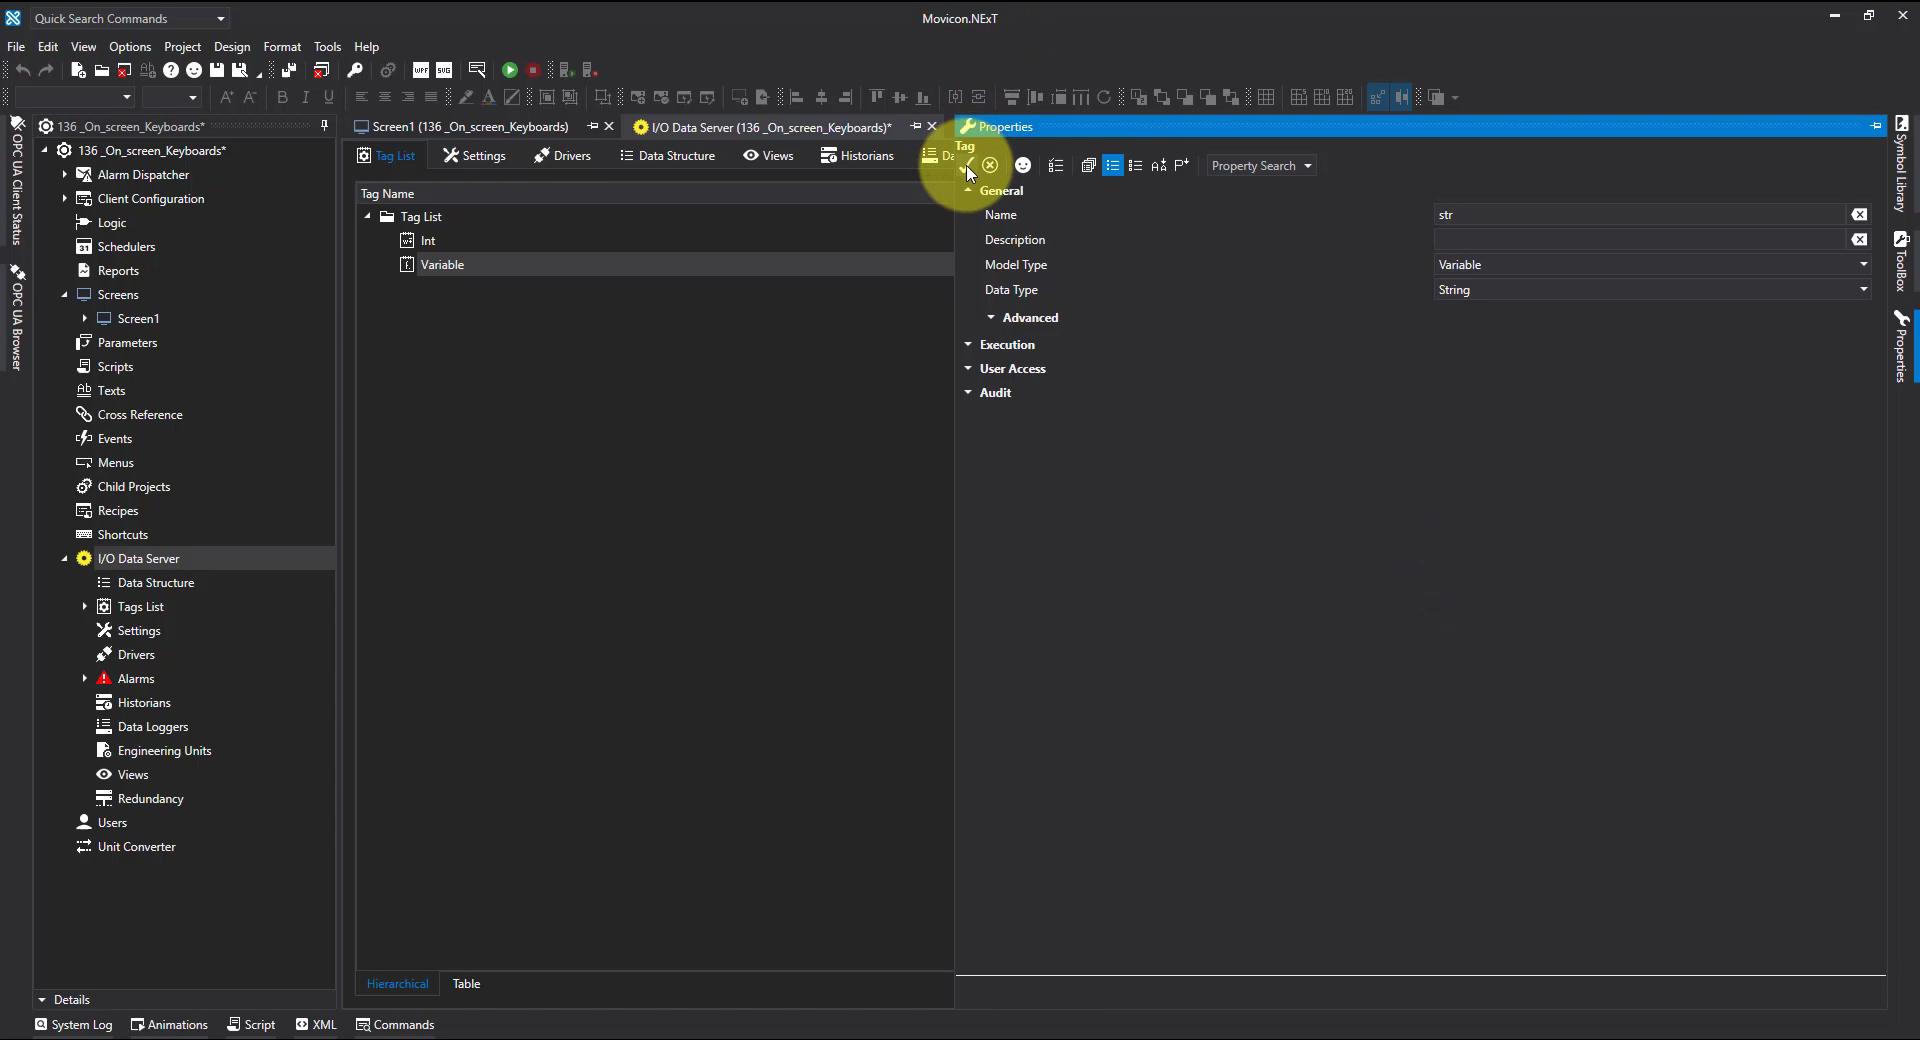 Quick Search Commands
Movicon.NExT
File Edit View Options Project Design Format Tools Help
WPF SVG
136 _On_screen_Keyboards*
Screen1 (136 _On_screen_Keyboards)
I/O Data Server (136 _On_screen_Keyboards)*
Properties
Tag
Tag List
Settings
Drivers
Data Structure
Views
Historians
Da
Property Search
136 _On_screen_Keyboards*
Alarm Dispatcher
Client Configuration
Logic
Schedulers
Reports
Screens
Screen1
Parameters
Scripts
Texts
Cross Reference
Events
Menus
Child Projects
Recipes
Shortcuts
I/O Data Server
Data Structure
Tags List
Settings
Drivers
Alarms
Historians
Data Loggers
Engineering Units
Views
Redundancy
Users
Unit Converter
Details
Tag Name
Tag List
Int
Variable
Hierarchical
Table
General
Name str
Description
Model Type Variable
Data Type String
Advanced
Execution
User Access
Audit
OPC UA Client Status
OPC UA Browser
Symbol Library
ToolBox
Properties
System Log
Animations
Script
XML
Commands